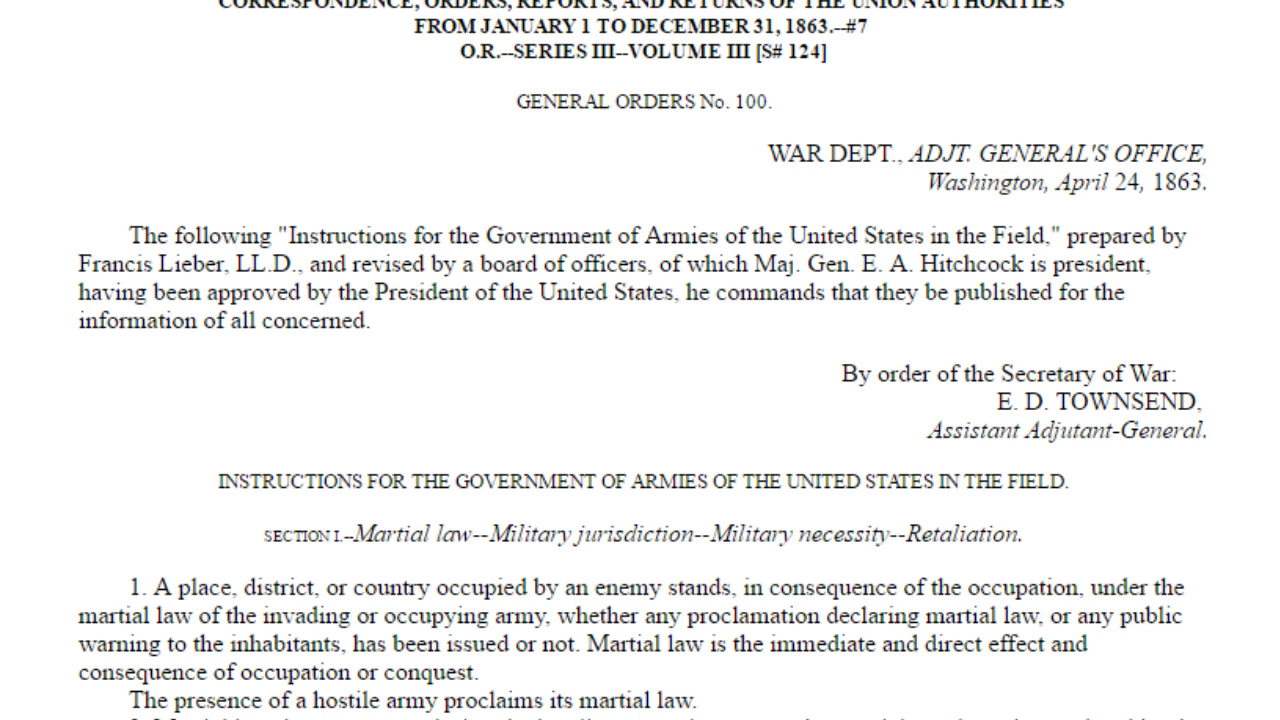 CORRESPONDENCE, ORDERS, REPORTS, AND RETURNS OF THE UNION AUTHORITIES
FROM JANUARY 1 TO DECEMBER 31, 1863.--#7
O.R.--SERIES III--VOLUME III [S# 124]
GENERAL ORDERS No. 100.
WAR DEPT., ADJT. GENERAL'S OFFICE,
Washington, April 24, 1863.
The following "Instructions for the Government of Armies of the United States in the Field," prepared by
Francis Lieber, LL.D., and revised by a board of officers, of which Maj. Gen. E. A. Hitchcock is president,
having been approved by the President of the United States, he commands that they be published for the
information of all concerned.
By order of the Secretary of War:
E. D. TOWNSEND,
Assistant Adjutant-General.
INSTRUCTIONS FOR THE GOVERNMENT OF ARMIES OF THE UNITED STATES IN THE FIELD.
SECTION I.--Martial law--Military jurisdiction--Military necessity--Retaliation.
1. A place, district, or country occupied by an enemy stands, in consequence of the occupation, under the
martial law of the invading or occupying army, whether any proclamation declaring martial law, or any public
warning to the inhabitants, has been issued or not. Martial law is the immediate and direct effect and
consequence of occupation or conquest.
The presence of a hostile army proclaims its martial law.